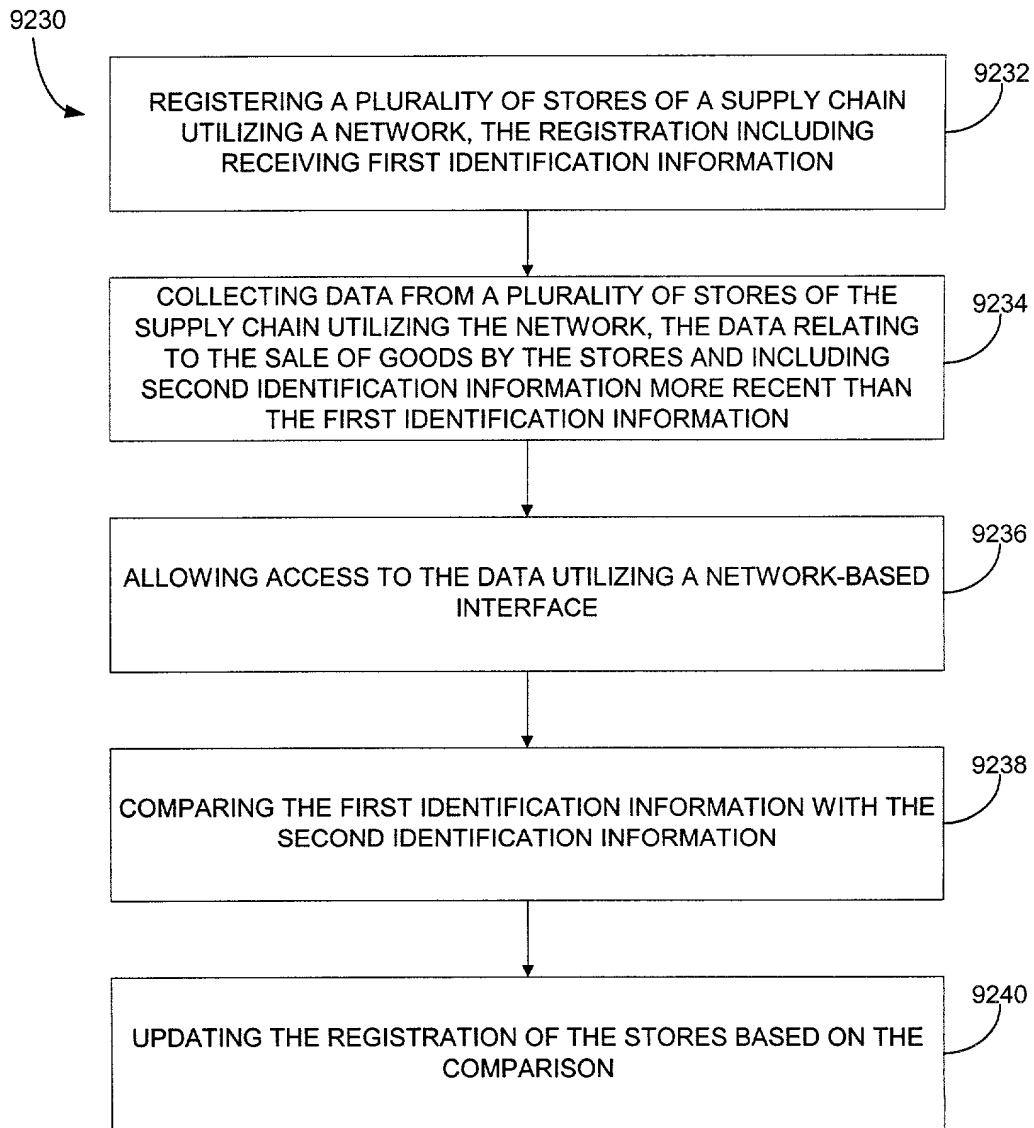 9230
9232
REGISTERING A PLURALITY OF STORES OF A SUPPLY CHAIN
UTILIZING A NETWORK, THE REGISTRATION INCLUDING
RECEIVING FIRST IDENTIFICATION INFORMATION
9234
COLLECTING DATA FROM A PLURALITY OF STORES OF THE
SUPPLY CHAIN UTILIZING THE NETWORK, THE DATA RELATING
TO THE SALE OF GOODS BY THE STORES AND INCLUDING
SECOND IDENTIFICATION INFORMATION MORE RECENT THAN
THE FIRST IDENTIFICATION INFORMATION
9236
ALLOWING ACCESS TO THE DATA UTILIZING A NETWORK-BASED
INTERFACE
9238
COMPARING THE FIRST IDENTIFICATION INFORMATION WITH THE
SECOND IDENTIFICATION INFORMATION
9240
UPDATING THE REGISTRATION OF THE STORES BASED ON THE
COMPARISON